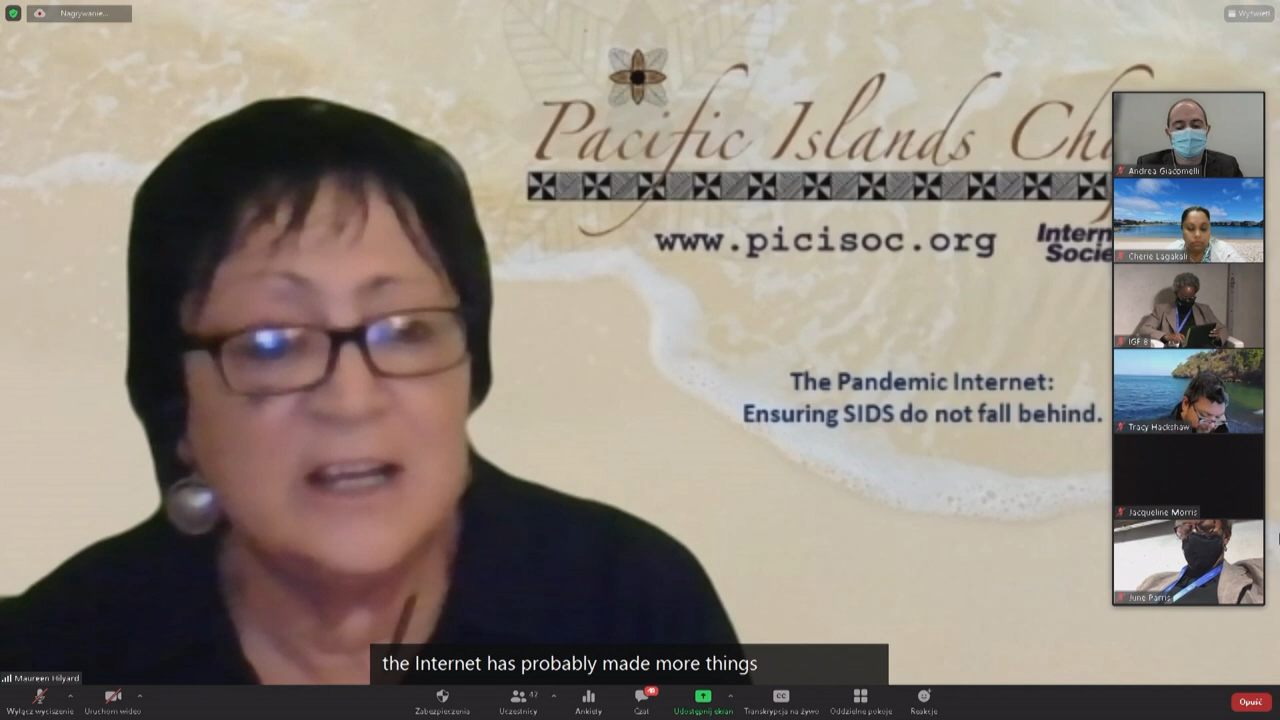 Nagrywanie...
Wyświetl
Pacific Islands Ch
www.picisoc.org
Intern
Socie
The Pandemic Internet:
Ensuring SIDS do not fall behind.
Andrea Giacomelli
Cherie Lagakali
IGF 8
Tracy Hackshaw
Jacqueline Morris
June Parris
the Internet has probably made more things
Maureen Hilyard
Wyłącz wyciszenie
Uruchom wideo
Zabezpieczenia
Uczestnicy
Ankiety
Czat
Udostępnij ekran
CC
Transkrypcja na żywo
Oddzielne pokoje
Reakcje
Opuść